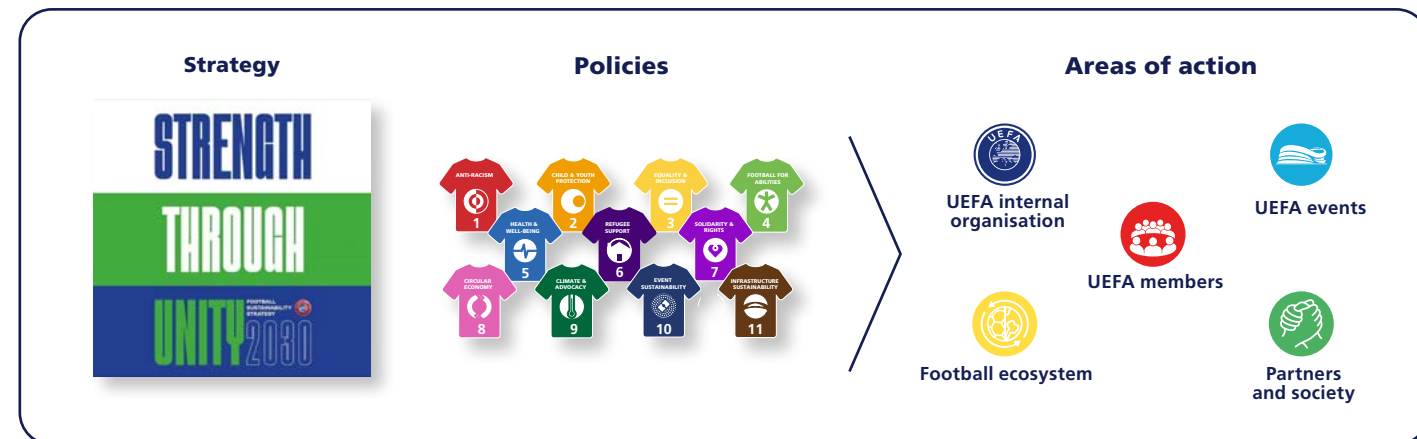 Strategy
Policies
Areas of action
STRENGTH
THROUGH
UNITY
FOOTBALL
SUSTAINABILITY
STRATEGY
2030
ANTI-RACISM
1
CHILD & YOUTH
PROTECTION
2
EQUALITY &
INCLUSION
3
FOOTBALL FOR
ABILITIES
4
HEALTH &
WELL-BEING
5
REFUGEE
SUPPORT
6
SOLIDARITY &
RIGHTS
7
CIRCULAR
ECONOMY
8
CLIMATE &
ADVOCACY
9
EVENT
SUSTAINABILITY
10
INFRASTRUCTURE
SUSTAINABILITY
11
UEFA
UEFA internal
organisation
UEFA events
UEFA members
Football ecosystem
Partners
and society